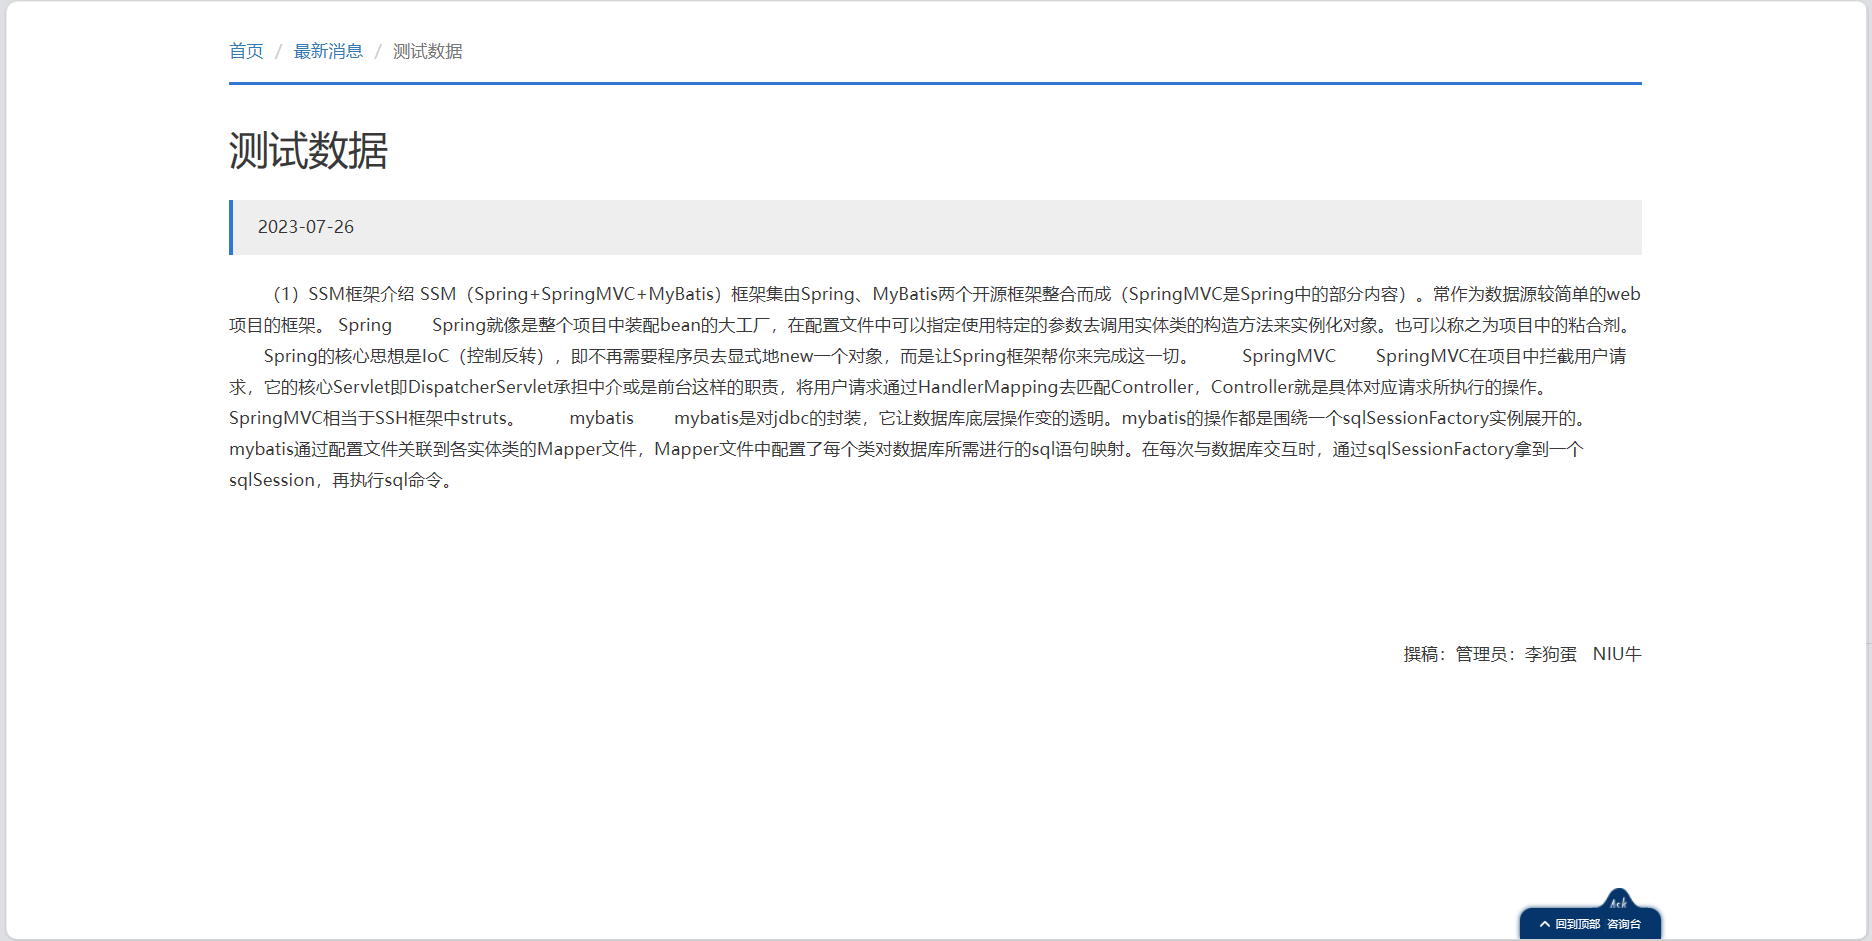 首页 / 最新消息 / 测试数据
测试数据
2023-07-26
（1）SSM框架介绍 SSM（Spring+SpringMVC+MyBatis）框架集由Spring、MyBatis两个开源框架整合而成（SpringMVC是Spring中的部分内容）。常作为数据源较简单的web
项目的框架。 Spring  Spring就像是整个项目中装配bean的大工厂，在配置文件中可以指定使用特定的参数去调用实体类的构造方法来实例化对象。也可以称之为项目中的粘合剂。
Spring的核心思想是IoC（控制反转），即不再需要程序员去显式地new一个对象，而是让Spring框架帮你来完成这一切。  SpringMVC  SpringMVC在项目中拦截用户请
求，它的核心Servlet即DispatcherServlet承担中介或是前台这样的职责，将用户请求通过HandlerMapping去匹配Controller，Controller就是具体对应请求所执行的操作。
SpringMVC相当于SSH框架中struts。  mybatis  mybatis是对jdbc的封装，它让数据库底层操作变的透明。mybatis的操作都是围绕一个sqlSessionFactory实例展开的。
mybatis通过配置文件关联到各实体类的Mapper文件，Mapper文件中配置了每个类对数据库所需进行的sql语句映射。在每次与数据库交互时，通过sqlSessionFactory拿到一个
sqlSession，再执行sql命令。
撰稿：管理员：李狗蛋 NIU牛
Ask
回到顶部 咨询台